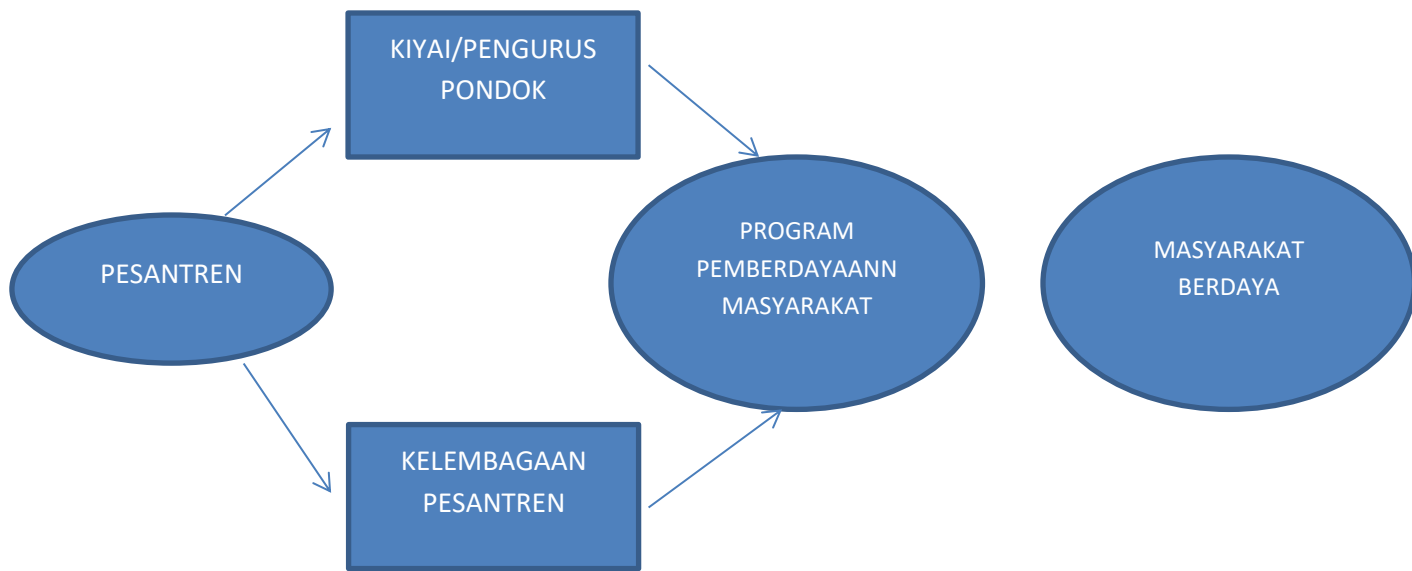 KIYAI/PENGURUS
PONDOK
PESANTREN
PROGRAM
PEMBERDAYAANN
MASYARAKAT
MASYARAKAT
BERDAYA
KELEMBAGAAN
PESANTREN